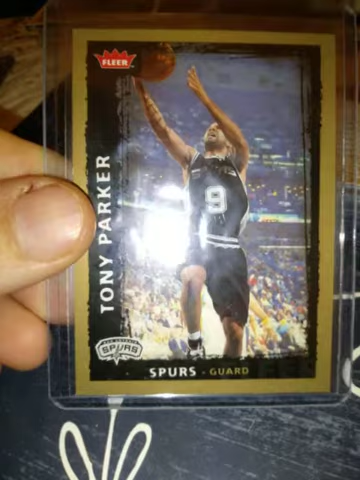 FLEER
TONY PARKER
9
SAN ANTONIO
SPURS
SPURS · GUARD